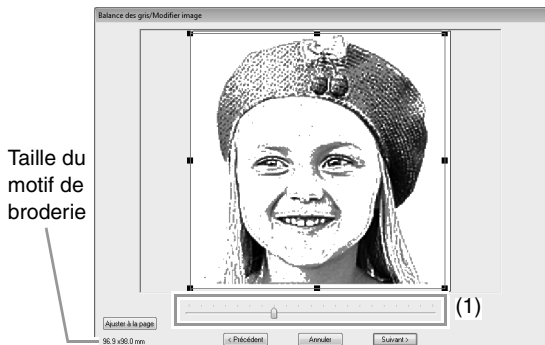 Balance des gris/Modifier image
Taille du
motif de
broderie
(1)
Ajuster à la page
96.9 x98.0 mm
< Précédent
Annuler
Suivant >